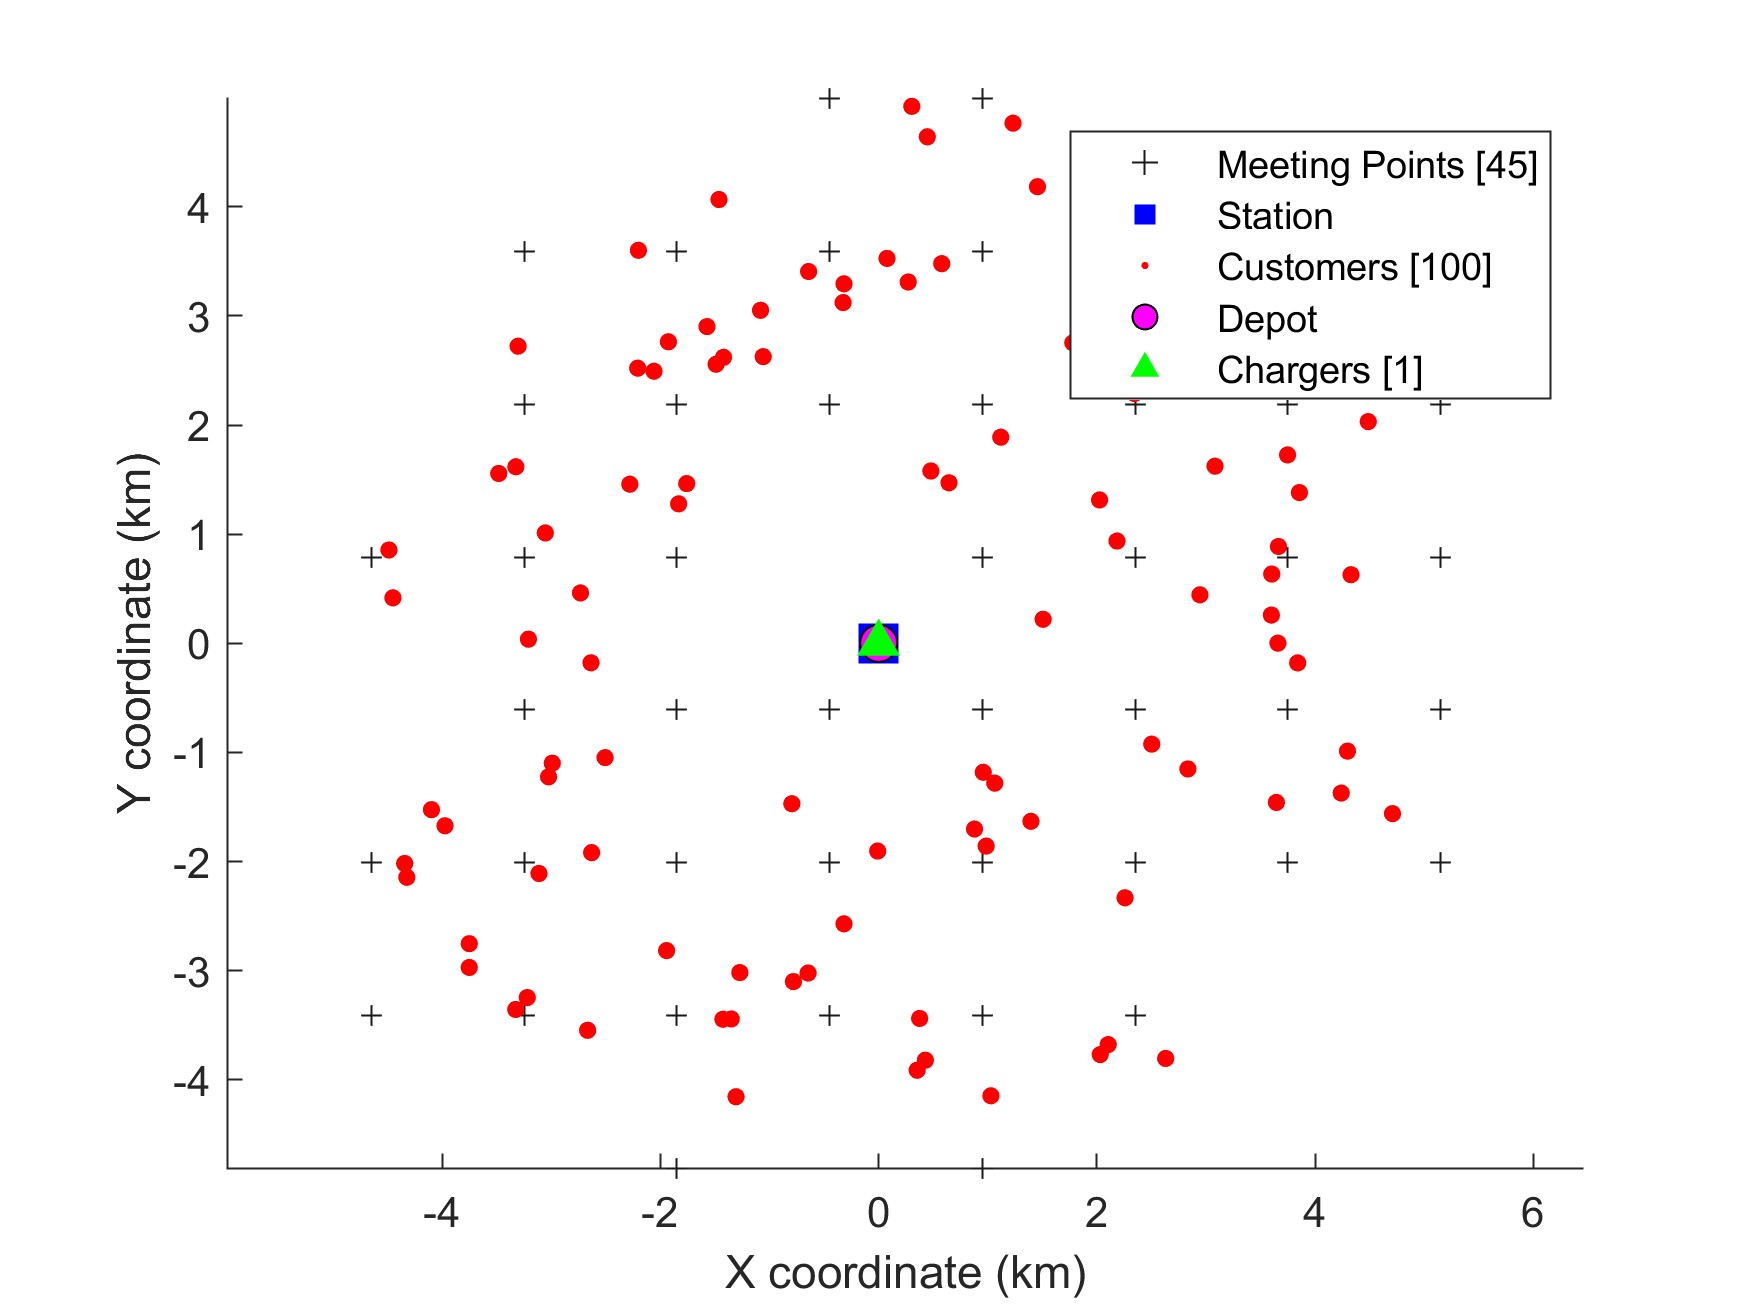 Meeting Points [45]
Station
Customers [100]
Depot
Chargers [1]
4
3
2
1
0
-1
-2
-3
-4
Y coordinate (km)
-4 -2 0 2 4 6
X coordinate (km)